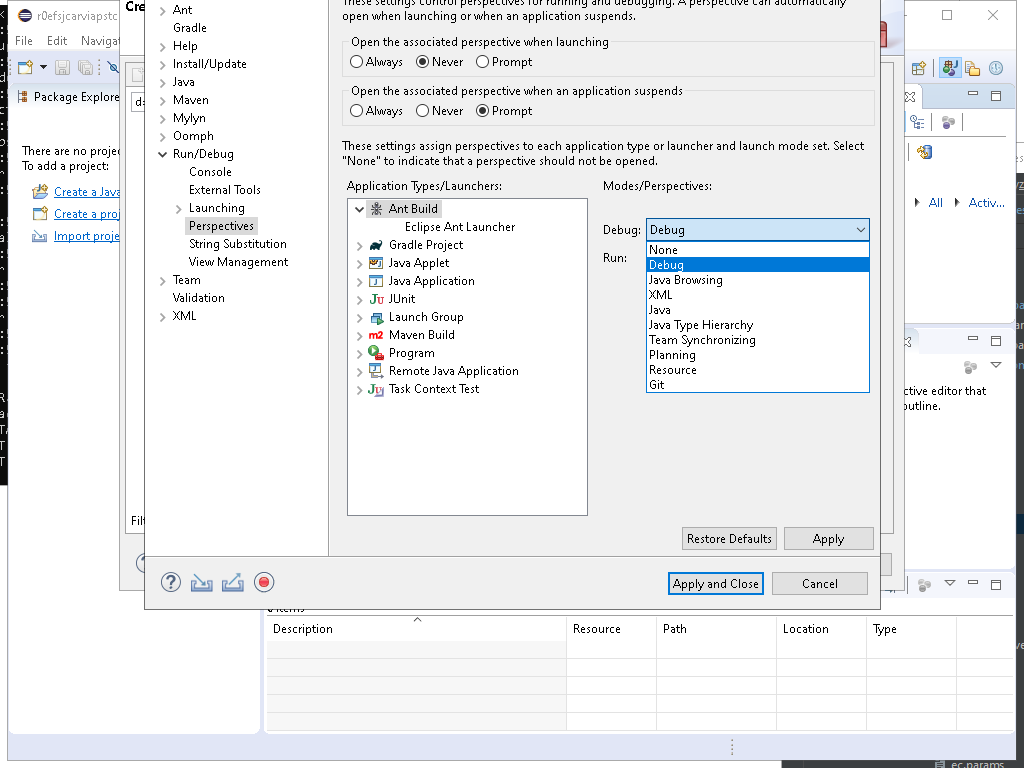 r0efsjcarviapstc
File Edit Navigat
Package Explore
There are no projec
To add a project:
Create a Java
Create a proj
Import proje
Cre
Ant
Gradle
Help
Install/Update
Java
Maven
Mylyn
Oomph
Run/Debug
Console
External Tools
Launching
Perspectives
String Substitution
View Management
Team
Validation
XML
These settings control perspectives for running and debugging. A perspective can automatically
open when launching or when an application suspends.
Open the associated perspective when launching
Always Never Prompt
Open the associated perspective when an application suspends
Always Never Prompt
These settings assign perspectives to each application type or launcher and launch mode set. Select
"None" to indicate that a perspective should not be opened.
Application Types/Launchers:
Ant Build
Eclipse Ant Launcher
Gradle Project
Java Applet
Java Application
JUnit
Launch Group
Maven Build
Program
Remote Java Application
Task Context Test
Modes/Perspectives:
Debug: Debug
Run:
None
Debug
Java Browsing
XML
Java
Java Type Hierarchy
Team Synchronizing
Planning
Resource
Git
Restore Defaults Apply
Apply and Close Cancel
Filt
All Activ...
ctive editor that
outline.
0 items
Description Resource Path Location Type
ec.params